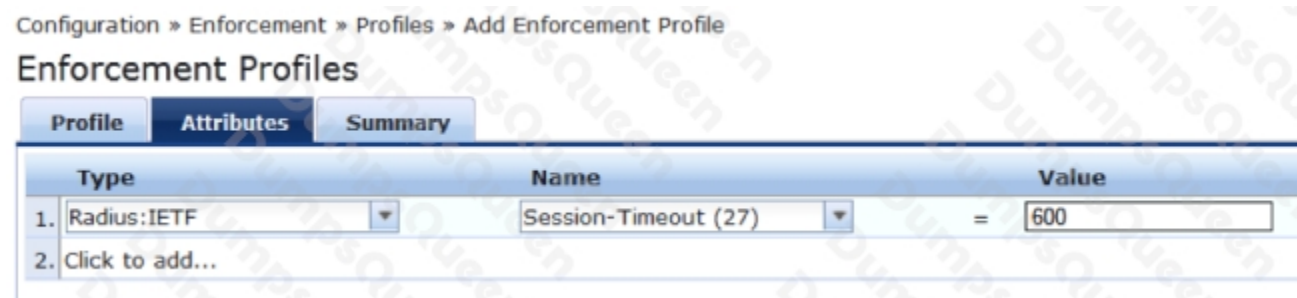 Configuration » Enforcement » Profiles » Add Enforcement Profile
Enforcement Profiles
Profile Attributes Summary
Type Name Value
1. Radius:IETF Session-Timeout (27) = 600
2. Click to add...
DumpsQueen